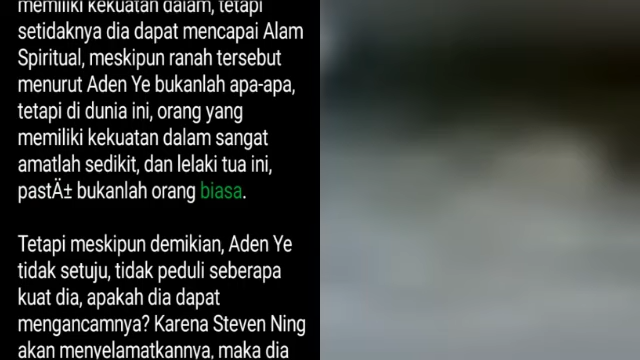 memiliki kekuatan dalam, tetapi
setidaknya dia dapat mencapai Alam
Spiritual, meskipun ranah tersebut
menurut Aden Ye bukanlah apa-apa,
tetapi di dunia ini, orang yang
memiliki kekuatan dalam sangat
amatlah sedikit, dan lelaki tua ini,
pastÄ± bukanlah orang biasa.
Tetapi meskipun demikian, Aden Ye
tidak setuju, tidak peduli seberapa
kuat dia, apakah dia dapat
mengancamnya? Karena Steven Ning
akan menyelamatkannya, maka dia